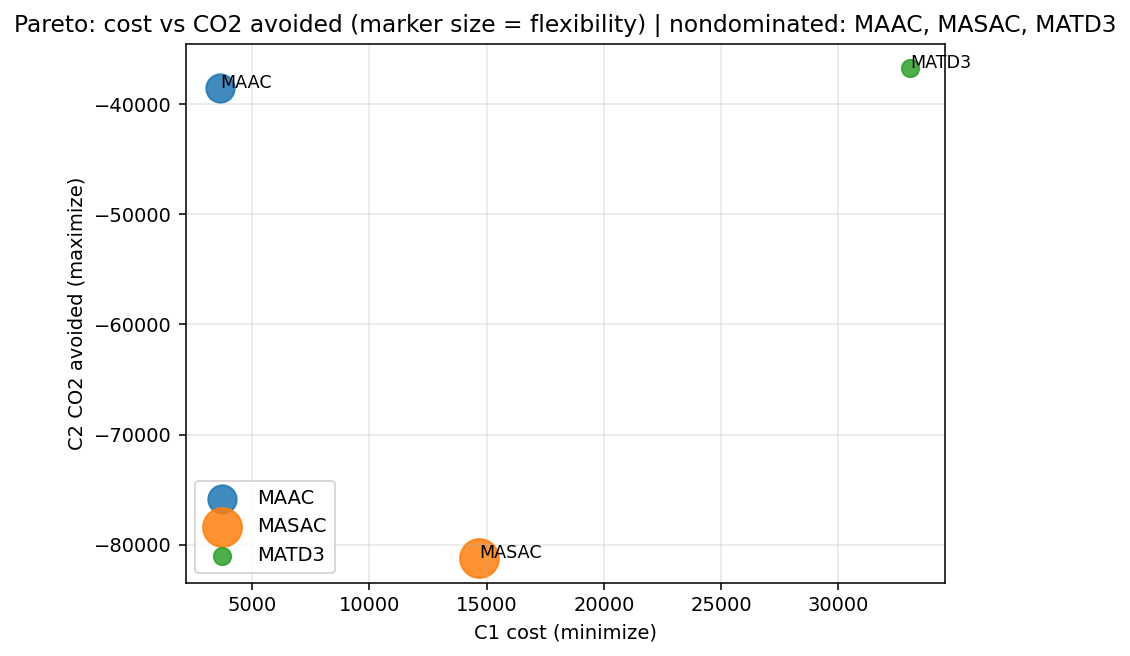 Pareto: cost vs CO2 avoided (marker size = flexibility) | nondominated: MAAC, MASAC, MATD3
MAAC
MATD3
MASAC
C2 CO2 avoided (maximize)
−40000
−50000
−60000
−70000
−80000
MAAC
MASAC
MATD3
5000 10000 15000 20000 25000 30000
C1 cost (minimize)